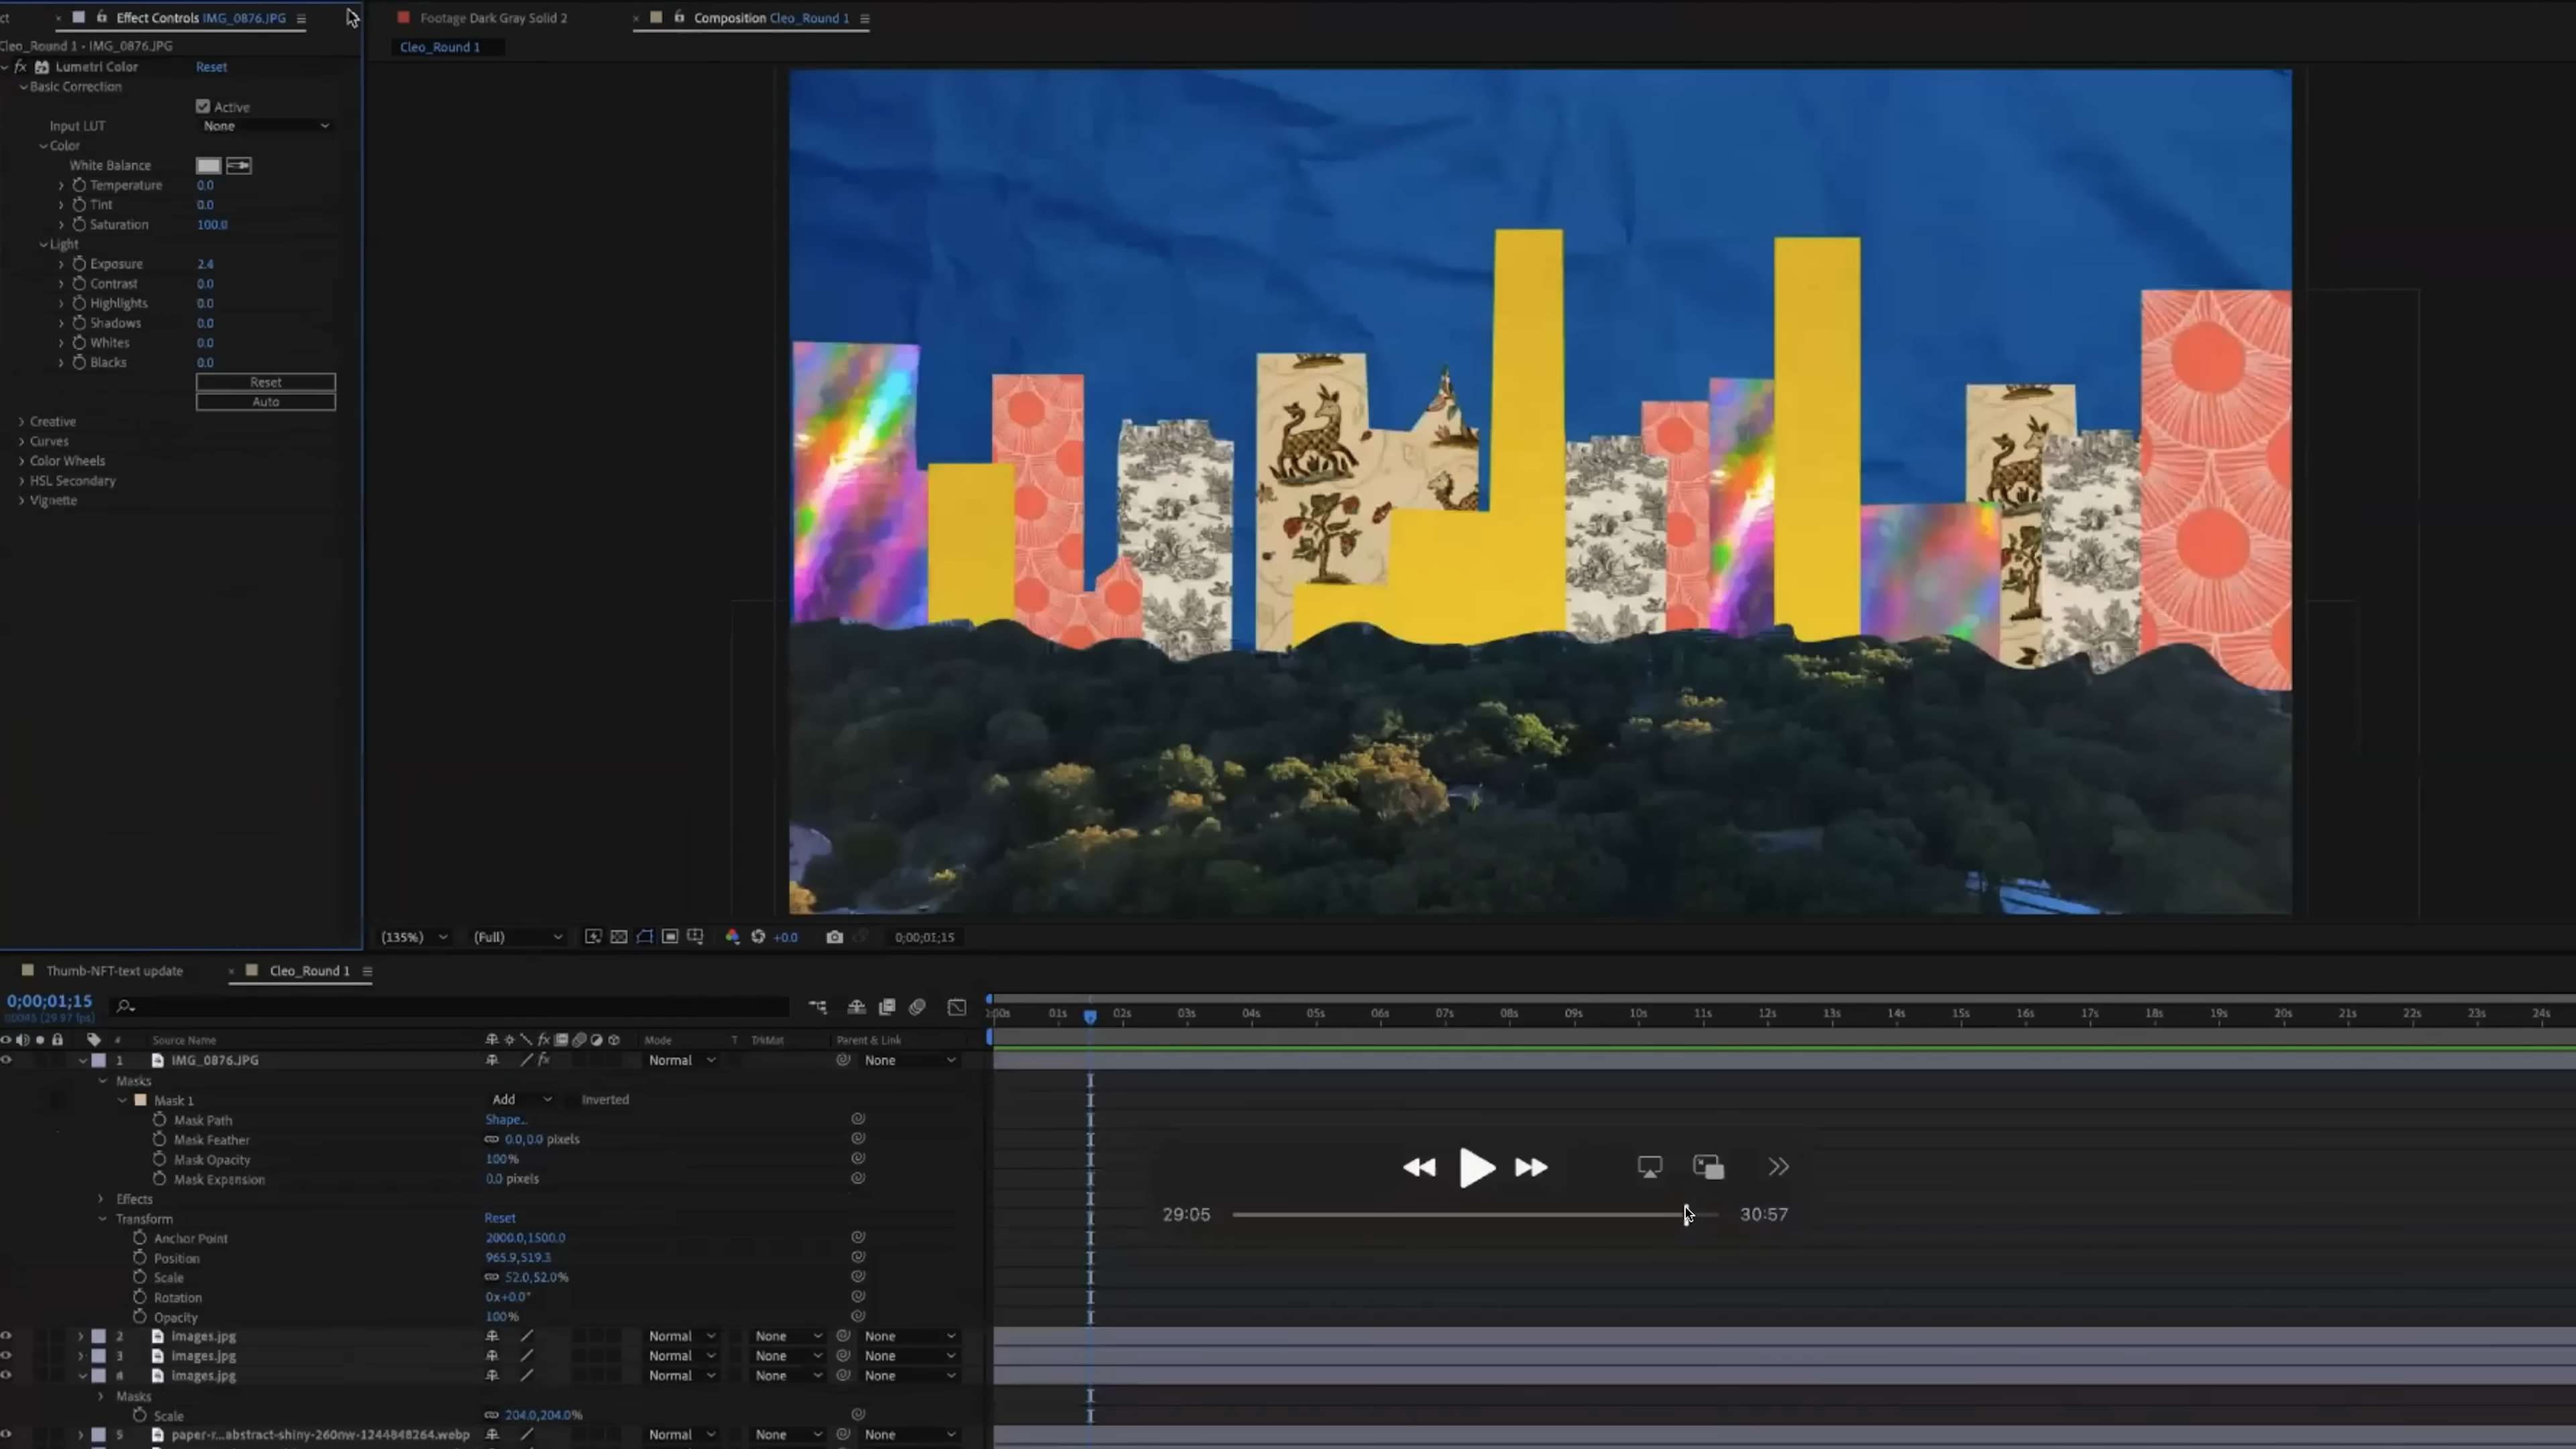 ct × Effect Controls IMG_0876.JPG
Cleo_Round 1 • IMG_0876.JPG
fx Lumetri Color Reset
Basic Correction
Active
Input LUT None
Color
White Balance
Temperature 0.0
Tint 0.0
Saturation 100.0
Light
Exposure 2.4
Contrast 0.0
Highlights 0.0
Shadows 0.0
Whites 0.0
Blacks 0.0
Reset
Auto
Creative
Curves
Color Wheels
HSL Secondary
Vignette
Footage Dark Gray Solid 2
× Composition Cleo_Round 1
Cleo_Round 1
(135%) (Full) +0.0 0;00;01;15
Thumb-NFT-text update × Cleo_Round 1
0;00;01;15
00045 (29.97 fps)
# Source Name fx Mode T TrkMat Parent & Link
:00s 01s 02s 03s 04s 05s 06s 07s 08s 09s 10s 11s 12s 13s 14s 15s 16s 17s 18s 19s 20s 21s 22s 23s 24s
1 IMG_0876.JPG fx Normal None
Masks
Mask 1 Add Inverted
Mask Path Shape...
Mask Feather 0.0,0.0 pixels
Mask Opacity 100%
Mask Expansion 0.0 pixels
Effects
Transform Reset
Anchor Point 2000.0,1500.0
Position 965.9,519.3
Scale 52.0,52.0%
Rotation 0x+0.0°
Opacity 100%
2 images.jpg Normal None None
3 images.jpg Normal None None
4 images.jpg Normal None None
Masks
Scale 204.0,204.0%
5 paper-r...abstract-shiny-260nw-1244848264.webp Normal None None
29:05 30:57